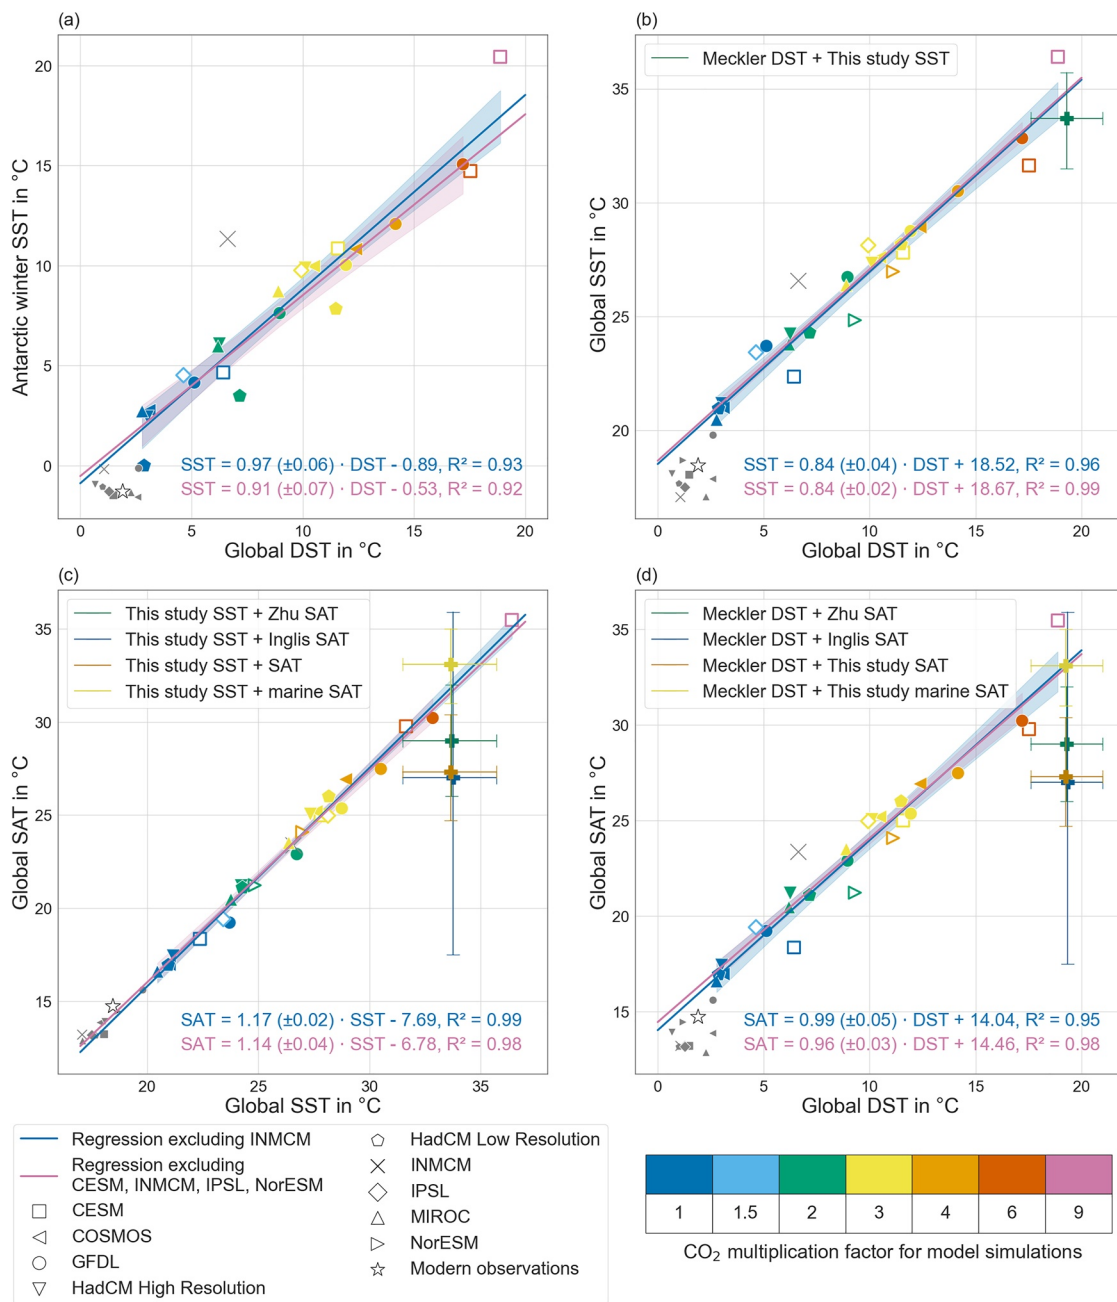 (a)
20
15
10
5
0
Antarctic winter SST in °C
SST = 0.97 (±0.06) · DST - 0.89, R² = 0.93
SST = 0.91 (±0.07) · DST - 0.53, R² = 0.92
0 5 10 15 20
Global DST in °C
(b)
Meckler DST + This study SST
35
30
25
20
Global SST in °C
SST = 0.84 (±0.04) · DST + 18.52, R² = 0.96
SST = 0.84 (±0.02) · DST + 18.67, R² = 0.99
0 5 10 15 20
Global DST in °C
(c)
This study SST + Zhu SAT
This study SST + Inglis SAT
This study SST + SAT
This study SST + marine SAT
35
30
25
20
15
Global SAT in °C
SAT = 1.17 (±0.02) · SST - 7.69, R² = 0.99
SAT = 1.14 (±0.04) · SST - 6.78, R² = 0.98
20 25 30 35
Global SST in °C
(d)
Meckler DST + Zhu SAT
Meckler DST + Inglis SAT
Meckler DST + This study SAT
Meckler DST + This study marine SAT
35
30
25
20
15
Global SAT in °C
SAT = 0.99 (±0.05) · DST + 14.04, R² = 0.95
SAT = 0.96 (±0.03) · DST + 14.46, R² = 0.98
0 5 10 15 20
Global DST in °C
Regression excluding INMCM
Regression excluding
CESM, INMCM, IPSL, NorESM
CESM
COSMOS
GFDL
HadCM High Resolution
HadCM Low Resolution
INMCM
IPSL
MIROC
NorESM
Modern observations
1 1.5 2 3 4 6 9
CO₂ multiplication factor for model simulations